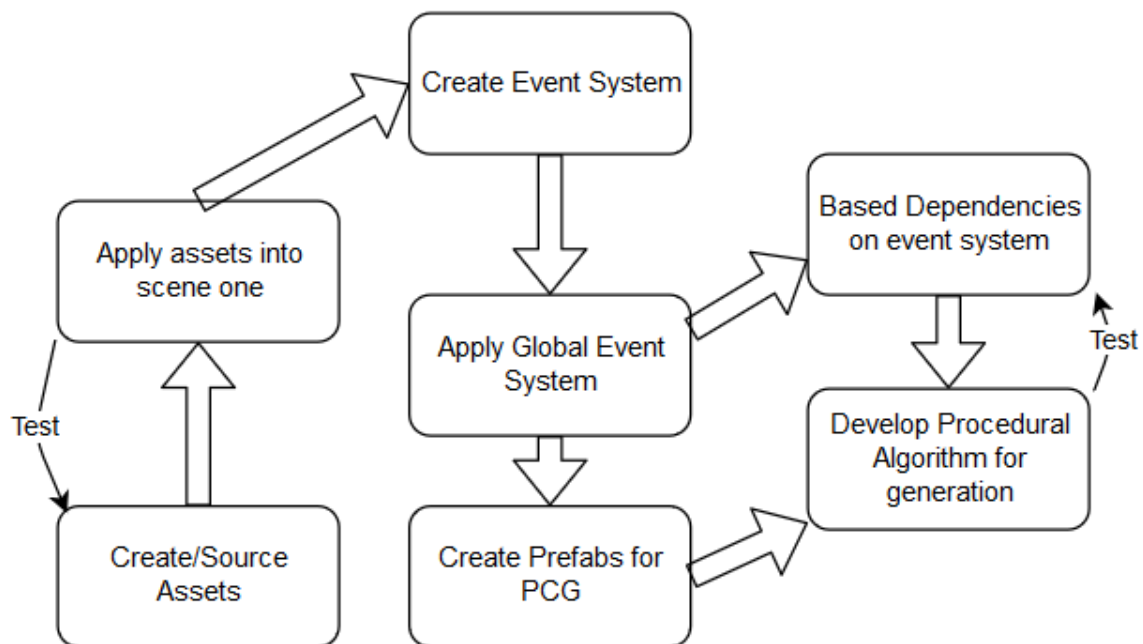 Create/Source
Assets
Test
Apply assets into
scene one
Create Event System
Apply Global Event
System
Create Prefabs for
PCG
Based Dependencies
on event system
Develop Procedural
Algorithm for
generation
Test